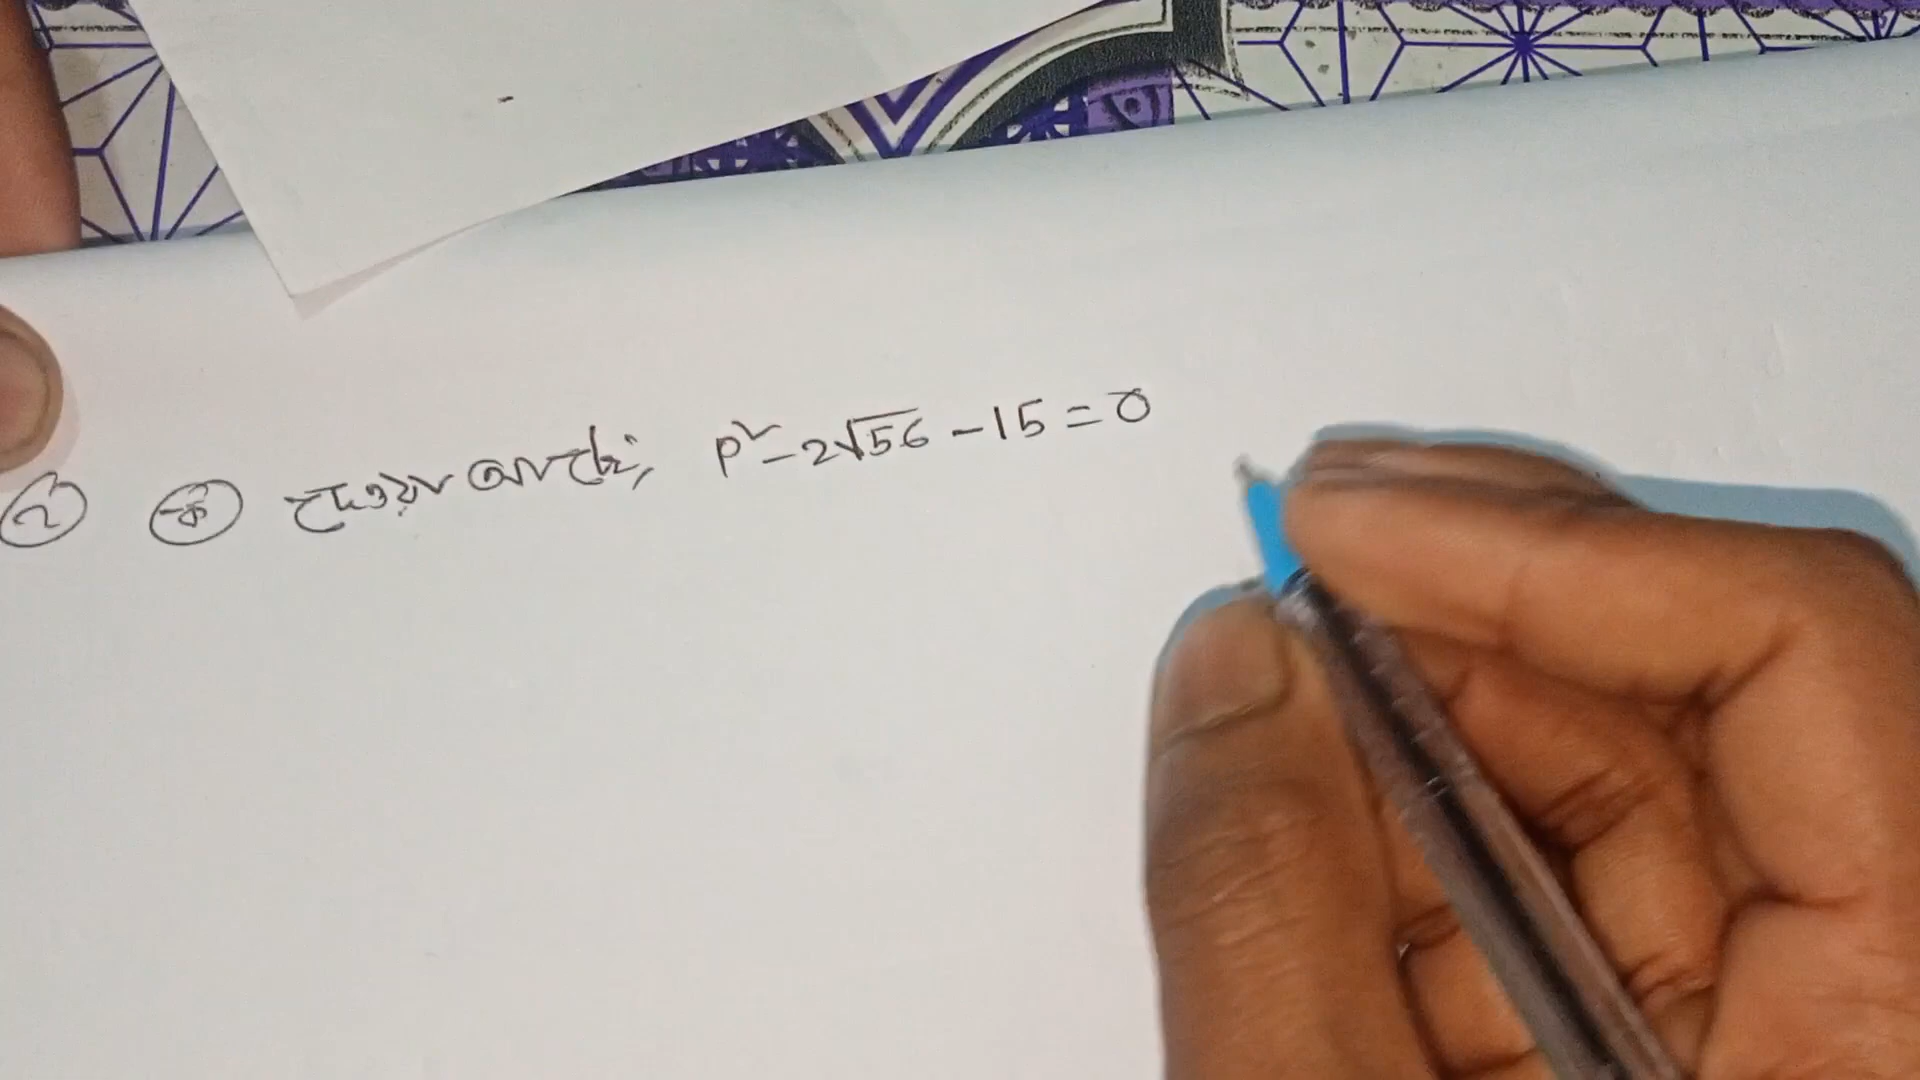 ২ ক দেওয়া আছে, p² - 2√56 - 15 = 0